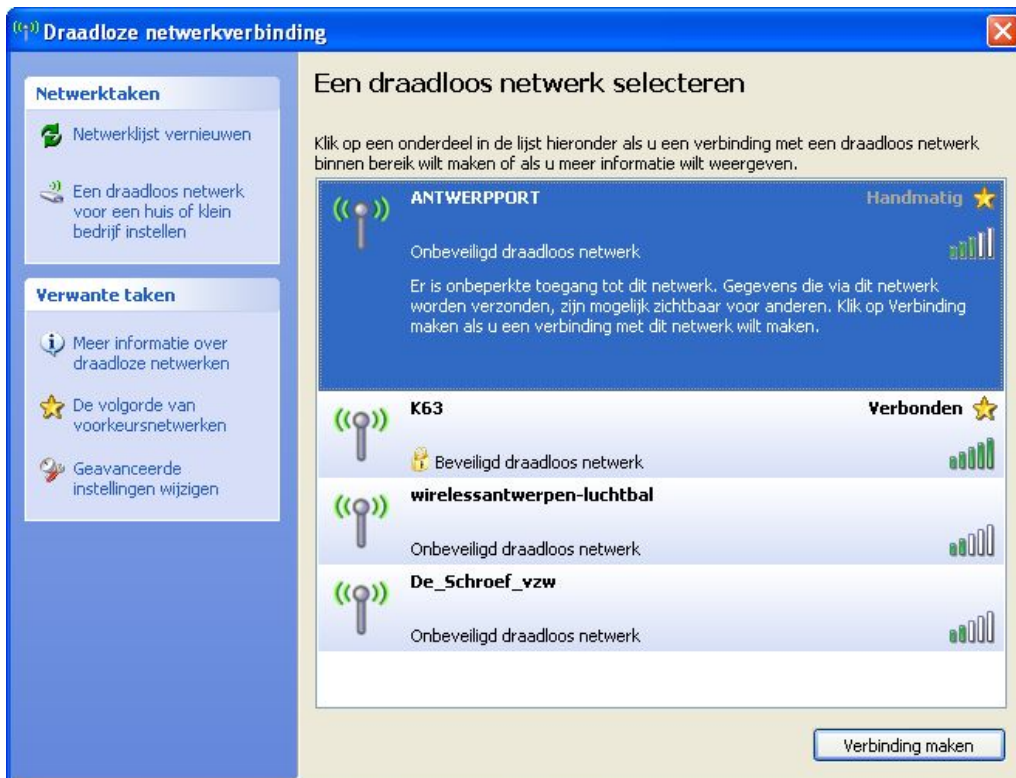 Draadloze netwerkverbinding
Netwerktaken
Netwerklijst vernieuwen
Een draadloos netwerk
voor een huis of klein
bedrijf instellen
Verwante taken
Meer informatie over
draadloze netwerken
De volgorde van
voorkeursnetwerken
Geavanceerde
instellingen wijzigen
Een draadloos netwerk selecteren
Klik op een onderdeel in de lijst hieronder als u een verbinding met een draadloos netwerk
binnen bereik wilt maken of als u meer informatie wilt weergeven.
ANTWERPPORT Handmatig
Onbeveiligd draadloos netwerk
Er is onbeperkte toegang tot dit netwerk. Gegevens die via dit netwerk
worden verzonden, zijn mogelijk zichtbaar voor anderen. Klik op Verbinding
maken als u een verbinding met dit netwerk wilt maken.
K63 Verbonden
Beveiligd draadloos netwerk
wirelessantwerpen-luchtbal
Onbeveiligd draadloos netwerk
De_Schroef_vzw
Onbeveiligd draadloos netwerk
Verbinding maken